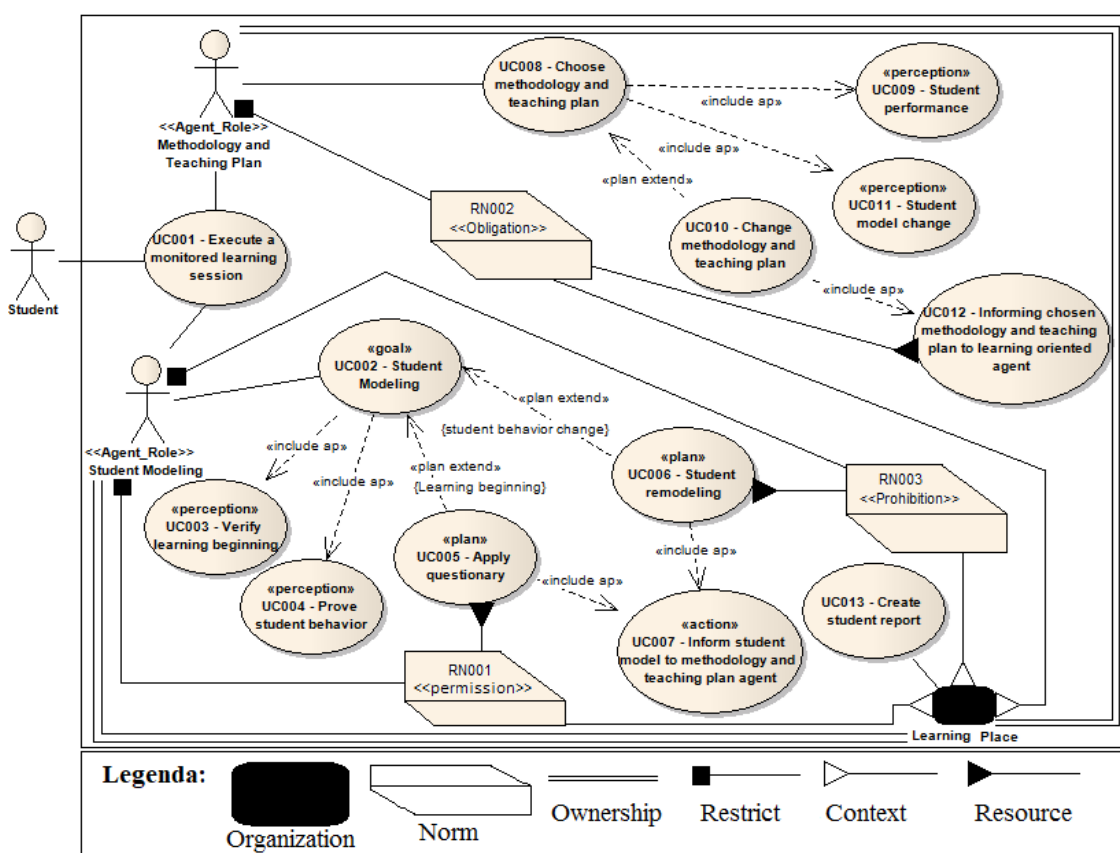 UC008 - Choose
methodology and
teaching plan
«perception»
UC009 - Student
performance
«include ap»
<<Agent_Role>>
Methodology and
Teaching Plan
«include ap»
«plan extend»
«perception»
UC011 - Student
model change
RN002
<<Obligation>>
UC010 - Change
methodology and
teaching plan
UC001 - Execute a
monitored learning
session
Student
«include ap»
UC012 - Informing chosen
methodology and teaching
plan to learning oriented
agent
«goal»
UC002 - Student
Modeling
«plan extend»
{student behavior change}
<<Agent_Role>>
Student Modeling
«include ap»
«include ap»
«plan extend»
{Learning beginning}
«plan»
UC006 - Student
remodeling
RN003
<<Prohibition>>
«perception»
UC003 - Verify
learning beginning
«plan»
UC005 - Apply
questionary
«include ap»
«include ap»
«perception»
UC004 - Prove
student behavior
UC013 - Create
student report
«action»
UC007 - Inform student
model to methodology and
teaching plan agent
RN001
<<permission>>
Learning Place
Legenda:
Organization
Norm
Ownership
Restrict
Context
Resource